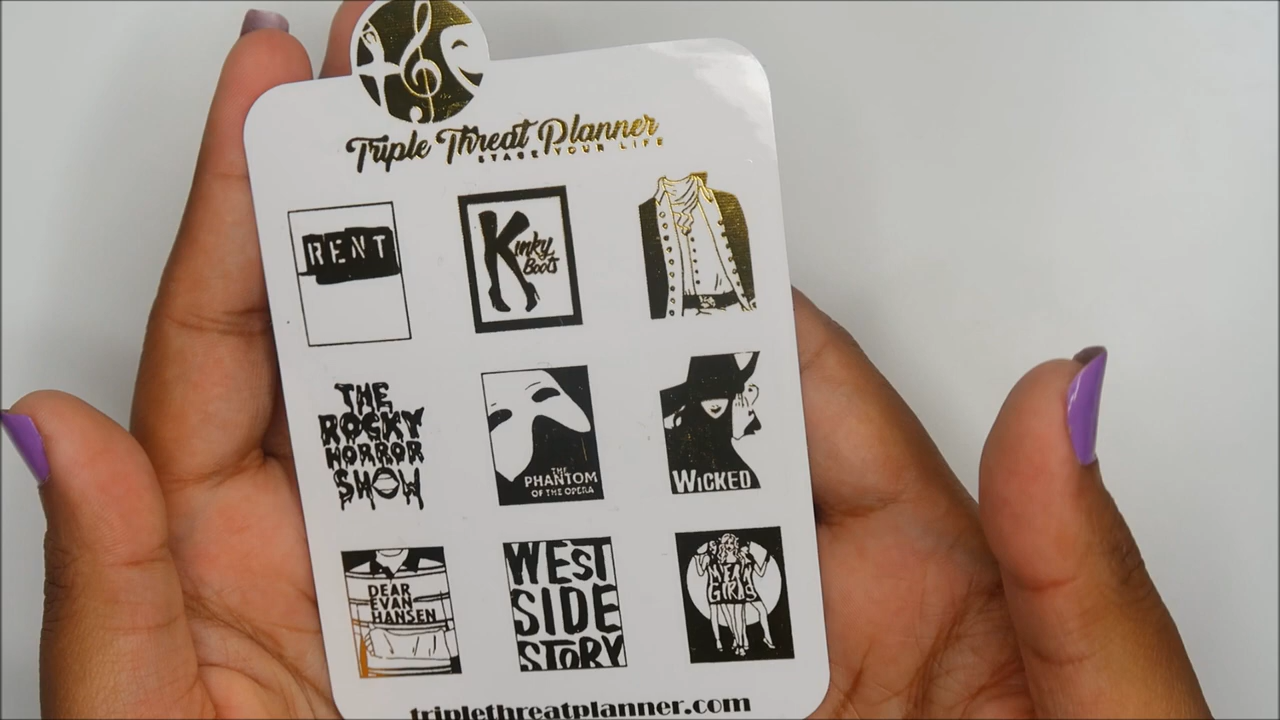 Triple Threat Planner
STAGE YOUR LIFE
RENT
Kinky
Boots
THE
ROCKY
HORROR
SHOW
THE
PHANTOM
OF THE OPERA
WICKED
DEAR
EVAN
HANSEN
WEST
SIDE
STORY
MEAN
GIRLS
triplethreatplanner.com